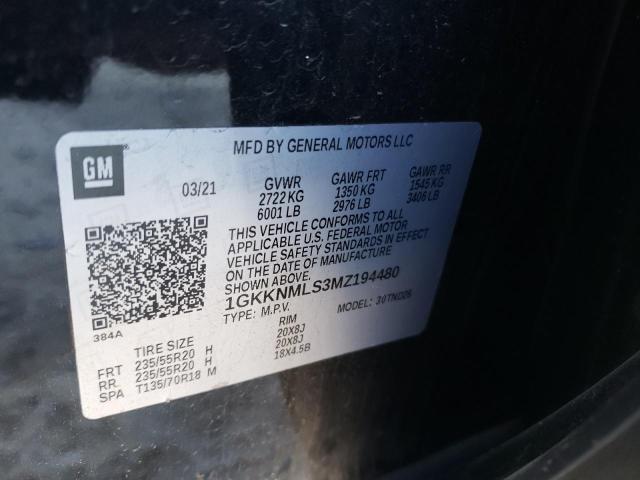 GM
MFD BY GENERAL MOTORS LLC
03/21
GVWR GAWR FRT GAWR RR
2722 KG 1350 KG 1545 KG
6001 LB 2976 LB 3406 LB
THIS VEHICLE CONFORMS TO ALL
APPLICABLE U.S. FEDERAL MOTOR
VEHICLE SAFETY STANDARDS IN EFFECT
ON THE DATE OF MANUFACTURE
SHOWN ABOVE.
1GKKNMLS3MZ194480
TYPE: M.P.V. MODEL: 30TND26
384A
TIRE SIZE RIM
FRT 235/55R20 H 20X8J
RR 235/55R20 H 20X8J
SPA T135/70R18 M 18X4.5B